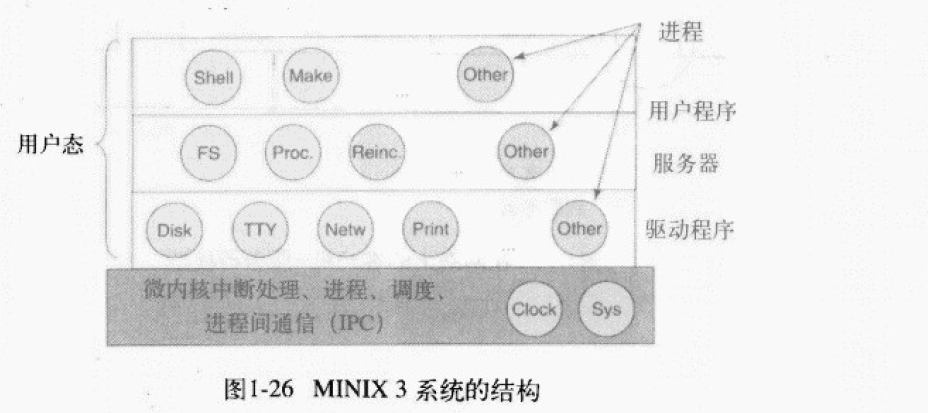 进程
Shell Make ... Other
用户程序
用户态
FS Proc. Reinc. Other
服务器
Disk TTY Netw Print ... Other
驱动程序
微内核中断处理、进程、调度、
进程间通信（IPC）
Clock Sys
图1-26 MINIX 3 系统的结构